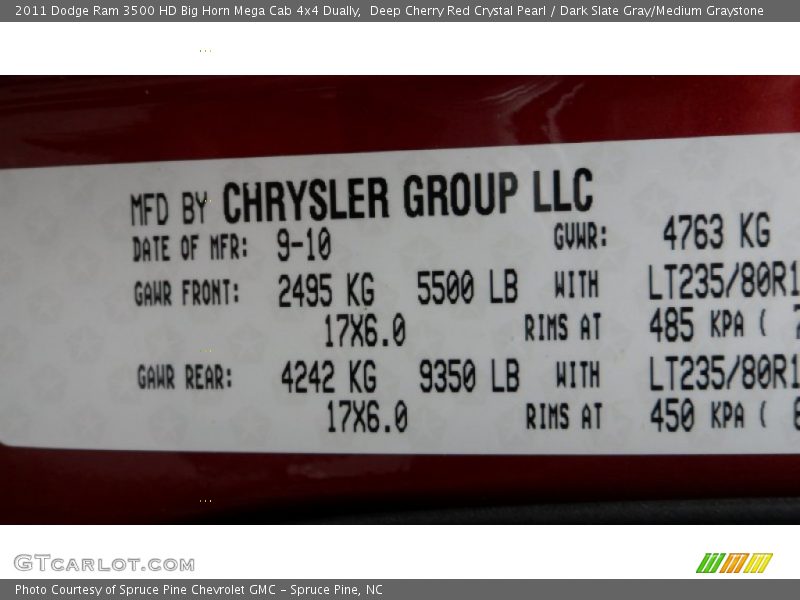 2011 Dodge Ram 3500 HD Big Horn Mega Cab 4x4 Dually,  Deep Cherry Red Crystal Pearl / Dark Slate Gray/Medium Graystone
MFD BY CHRYSLER GROUP LLC
DATE OF MFR: 9-10 GVWR: 4763 KG
GAWR FRONT: 2495 KG 5500 LB WITH LT235/80R1
17X6.0 RIMS AT 485 KPA (
GAWR REAR: 4242 KG 9350 LB WITH LT235/80R1
17X6.0 RIMS AT 450 KPA (
GTCARLOT.COM
Photo Courtesy of Spruce Pine Chevrolet GMC - Spruce Pine, NC